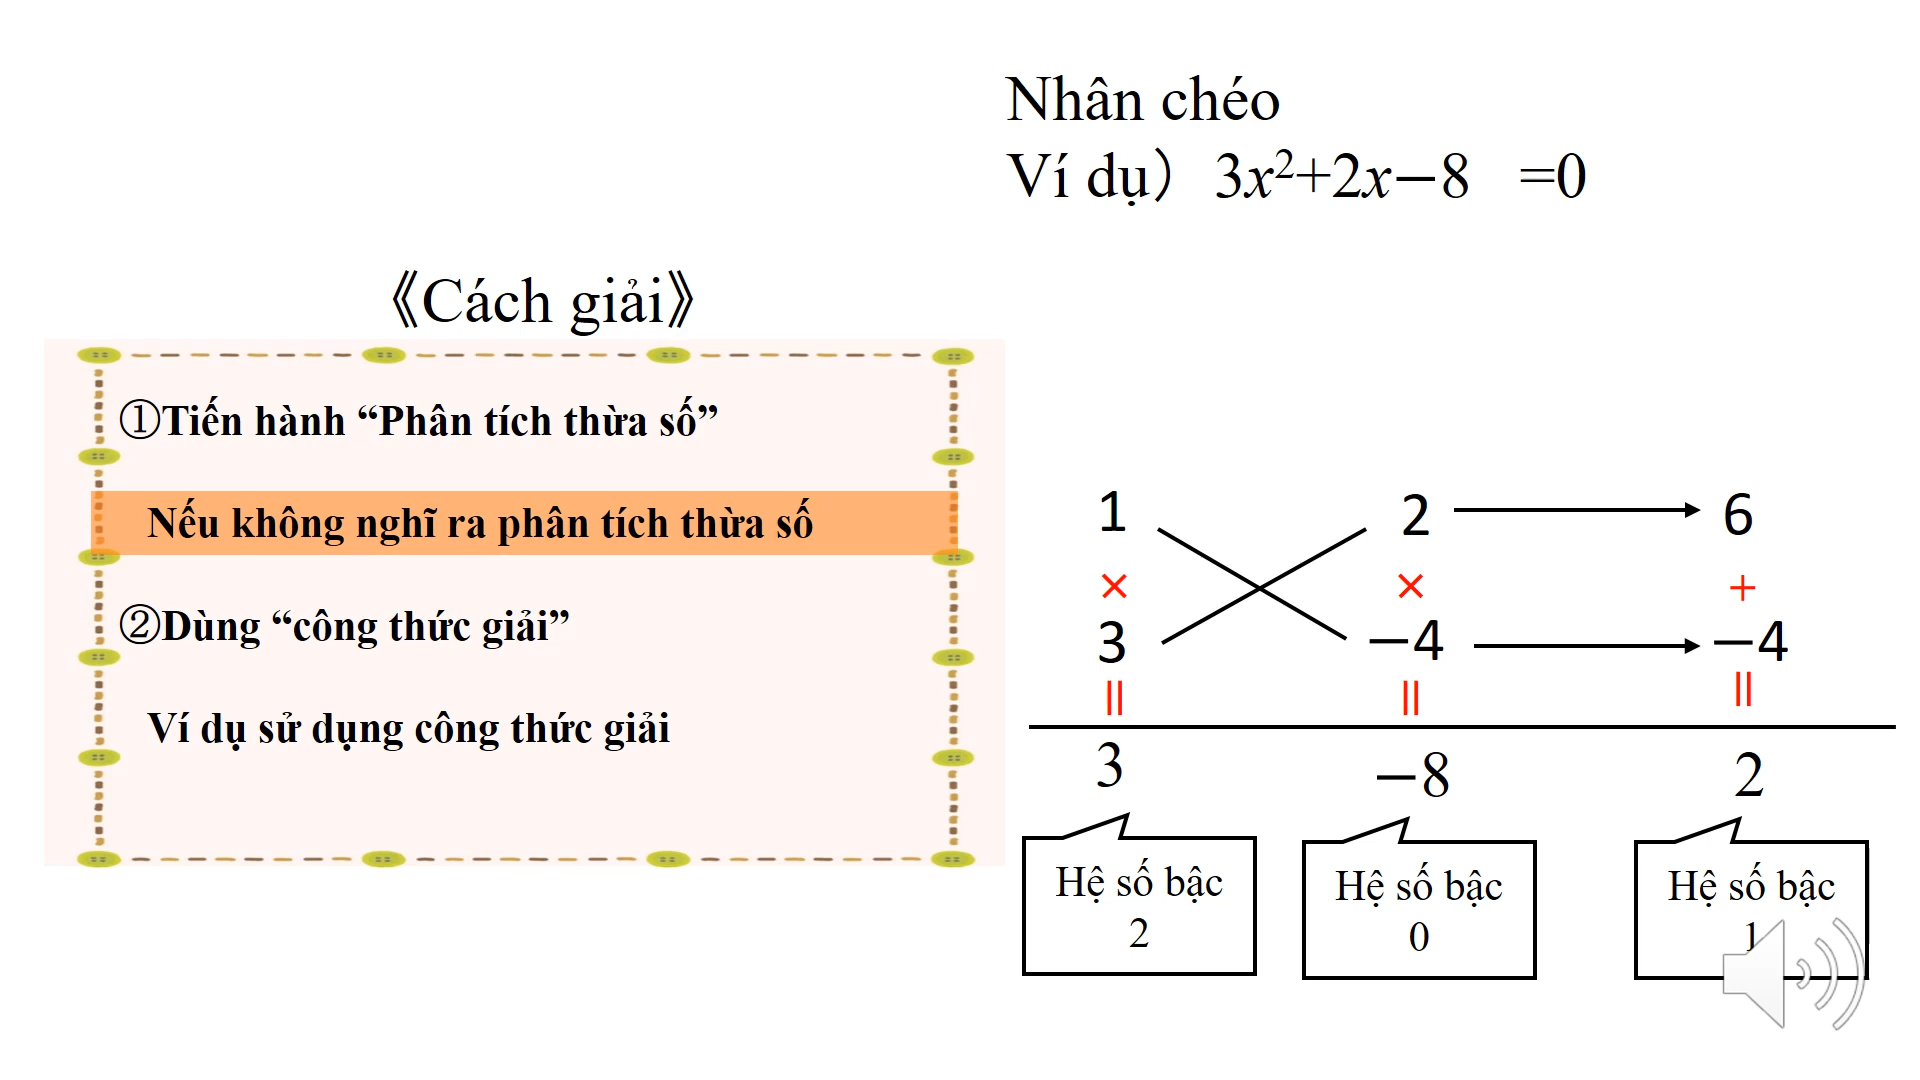 Nhân chéo
Ví dụ）3x²+2x−8 =0
《Cách giải》
①Tiến hành “Phân tích thừa số”
Nếu không nghĩ ra phân tích thừa số
②Dùng “công thức giải”
Ví dụ sử dụng công thức giải
1 2 6
× × +
3 −4 −4
= = =
3 −8 2
Hệ số bậc
2
Hệ số bậc
0
Hệ số bậc
1